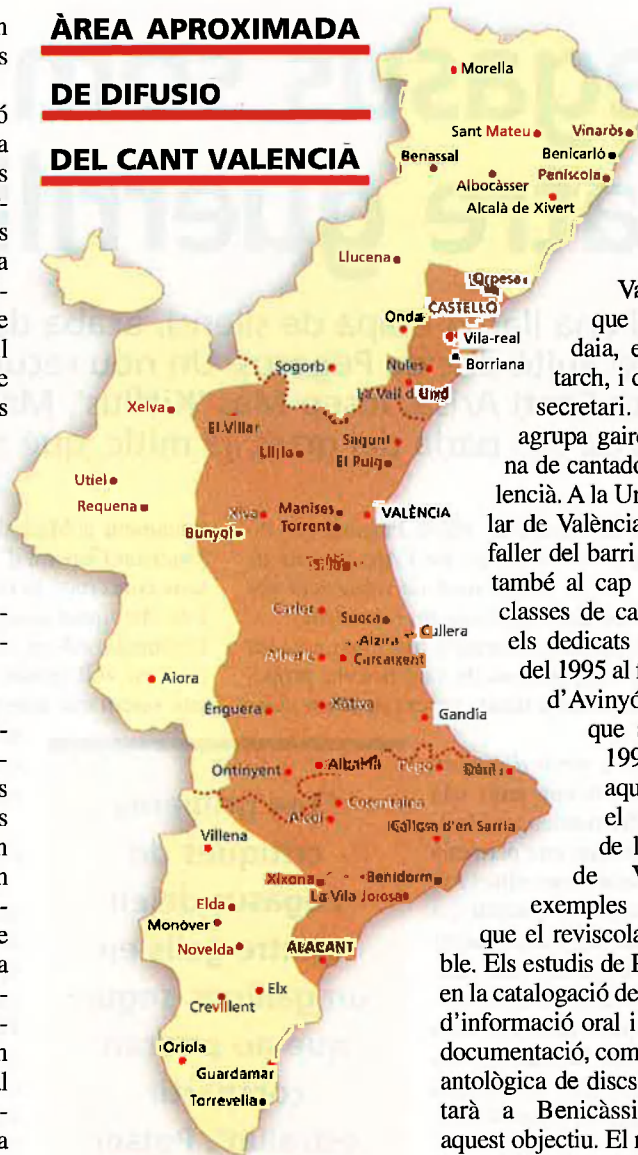 ÀREA APROXIMADA
DE DIFUSIO
DEL CANT VALENCIÀ
Morella
Sant Mateu
Vinaròs
Benassal
Benicarló
Albocàsser
Peníscola
Alcalà de Xivert
Llucena
Orpesa
CASTELLÓ
Onda
Vila-real
Borriana
Sogorb
Nules
La Vall d'Uixó
Xelva
El Villar
Llíria
Sagunt
El Puig
Utiel
Requena
Xiva
Manises
VALÈNCIA
Torrent
Bunyol
Carlet
Sueca
Cullera
Alzira
Alberic
Carcaixent
Aiora
Ènguera
Xàtiva
Gandía
Ontinyent
Albaida
Pego
Dénia
Cocentaina
Alcoi
Callosa d'en Sarria
Villena
Xixona
Benidorm
La Vila Joiosa
Elda
Monòver
Novelda
ALACANT
Elx
Crevillent
Oriola
Guardamar
Torrevella
que
daia, e
tarch, i
secretari.
agrupa gaire
na de cantado
lencià. A la Un
lar de València
faller del barri
també al cap
classes de ca
els dedicats
del 1995 al
d'Avinyó
que
199
aqu
el
de l
de V
exemples
que el reviscola
ble. Els estudis de
en la catalogació de
d'informació oral i
documentació, com
antològica de discs
tarà a Benicàssi
aquest objectiu. El